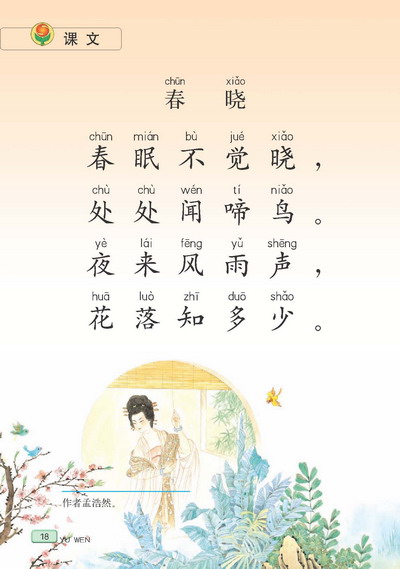 课文
chūn xiǎo
春 晓
chūn mián bù jué xiǎo
春 眠 不 觉 晓，
chù chù wén tí niǎo
处 处 闻 啼 鸟。
yè lái fēng yǔ shēng
夜 来 风 雨 声，
huā luò zhī duō shǎo
花 落 知 多 少。
作者孟浩然。
18 YU WEN